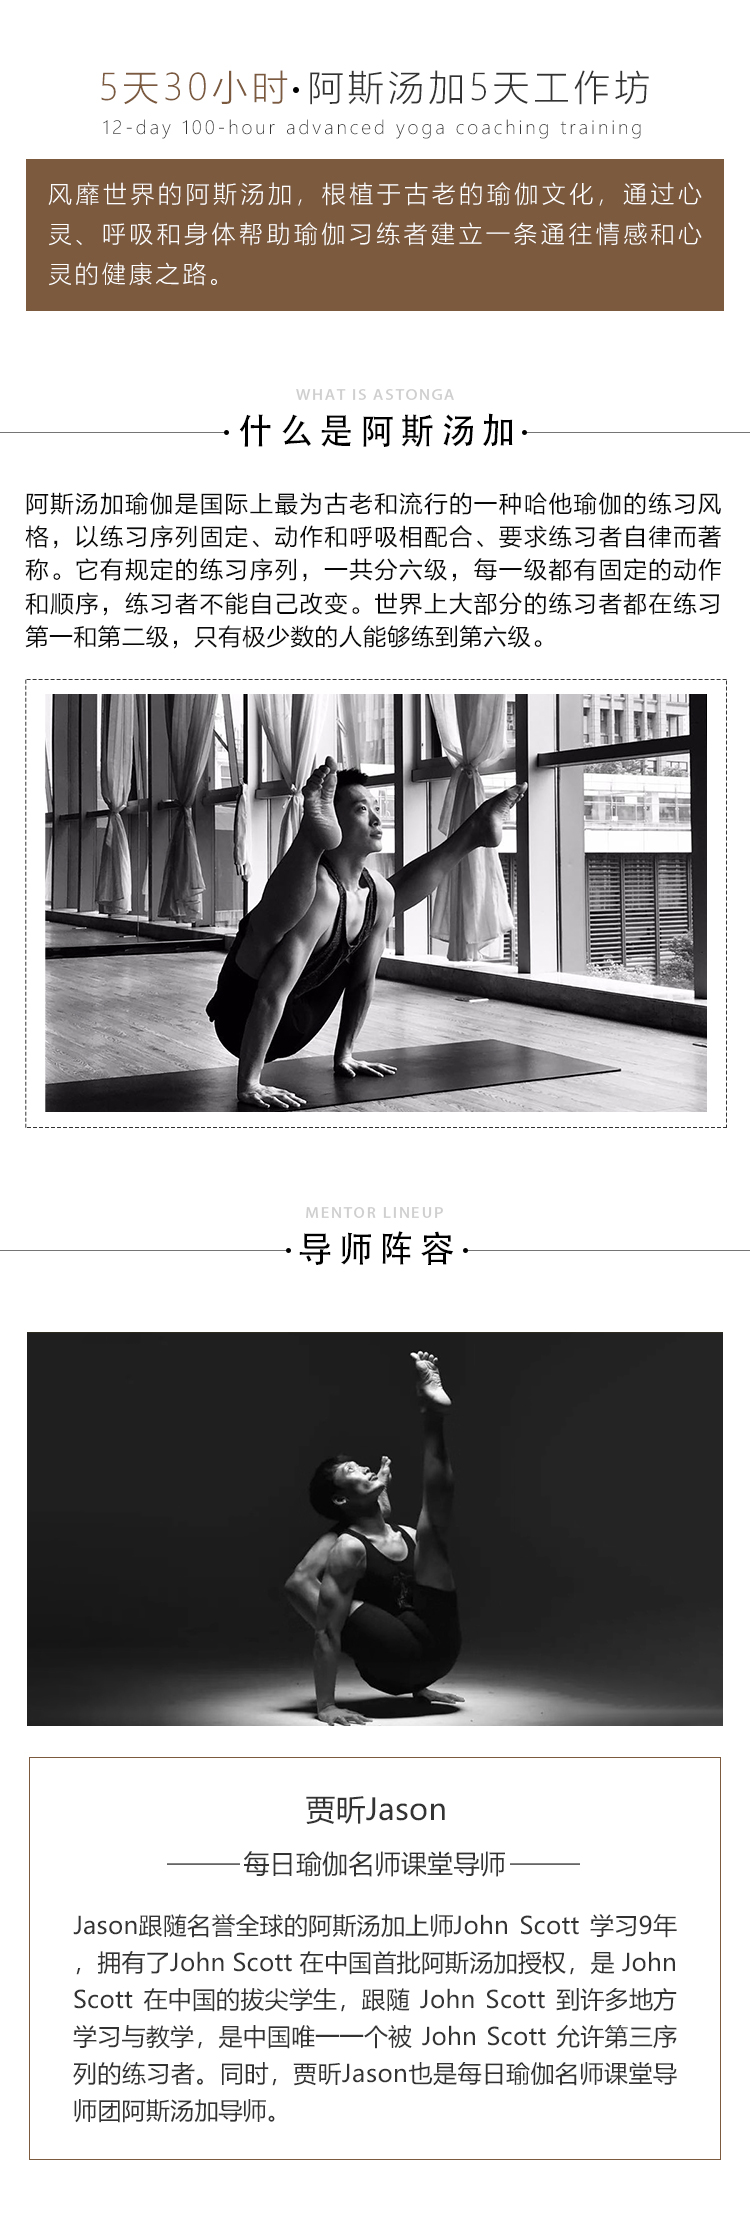 5天30小时·阿斯汤加5天工作坊
12-day 100-hour advanced yoga coaching training
风靡世界的阿斯汤加，根植于古老的瑜伽文化，通过心
灵、呼吸和身体帮助瑜伽习练者建立一条通往情感和心
灵的健康之路。
WHAT IS ASTONGA
·什么是阿斯汤加·
阿斯汤加瑜伽是国际上最为古老和流行的一种哈他瑜伽的练习风
格，以练习序列固定、动作和呼吸相配合、要求练习者自律而著
称。它有规定的练习序列，一共分六级，每一级都有固定的动作
和顺序，练习者不能自己改变。世界上大部分的练习者都在练习
第一和第二级，只有极少数的人能够练到第六级。
MENTOR LINEUP
·导师阵容·
贾昕Jason
每日瑜伽名师课堂导师
Jason跟随名誉全球的阿斯汤加上师John Scott 学习9年
，拥有了John Scott 在中国首批阿斯汤加授权，是 John
Scott 在中国的拔尖学生，跟随 John Scott 到许多地方
学习与教学，是中国唯一一个被 John Scott 允许第三序
列的练习者。同时，贾昕Jason也是每日瑜伽名师课堂导
师团阿斯汤加导师。